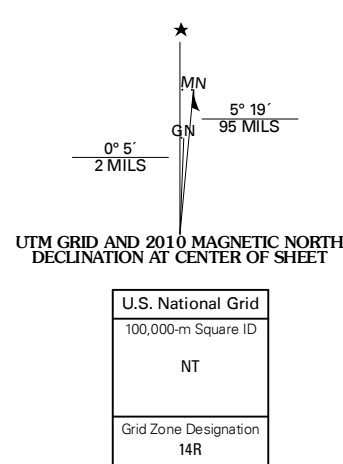 ★
MN
GN
5° 19´
95 MILS
0° 5´
2 MILS
UTM GRID AND 2010 MAGNETIC NORTH
DECLINATION AT CENTER OF SHEET
U.S. National Grid
100,000-m Square ID
NT
Grid Zone Designation
14R